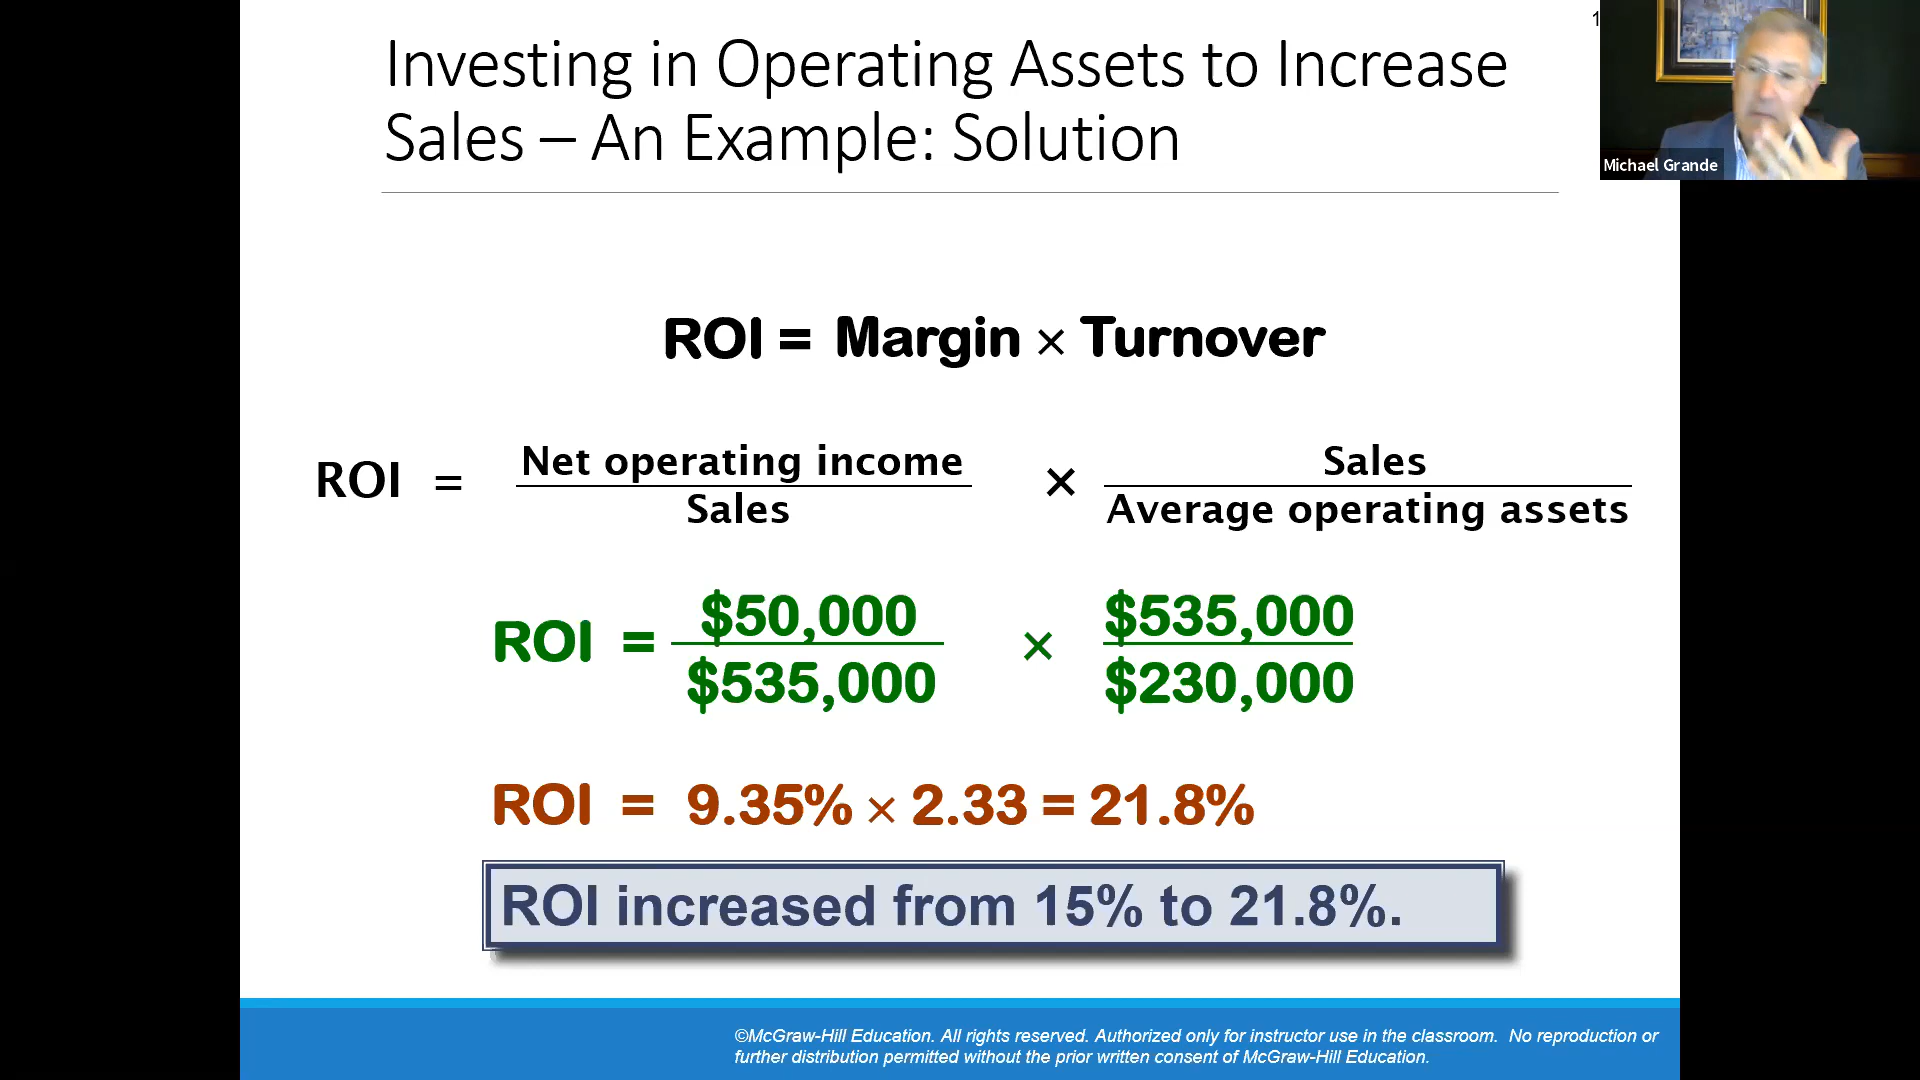 Investing in Operating Assets to Increase
Sales – An Example: Solution
1
Michael Grande
ROI = Margin × Turnover
ROI = Net operating income × Sales
Sales Average operating assets
ROI = $50,000 × $535,000
$535,000 $230,000
ROI = 9.35% × 2.33 = 21.8%
ROI increased from 15% to 21.8%.
©McGraw-Hill Education. All rights reserved. Authorized only for instructor use in the classroom. No reproduction or
further distribution permitted without the prior written consent of McGraw-Hill Education.